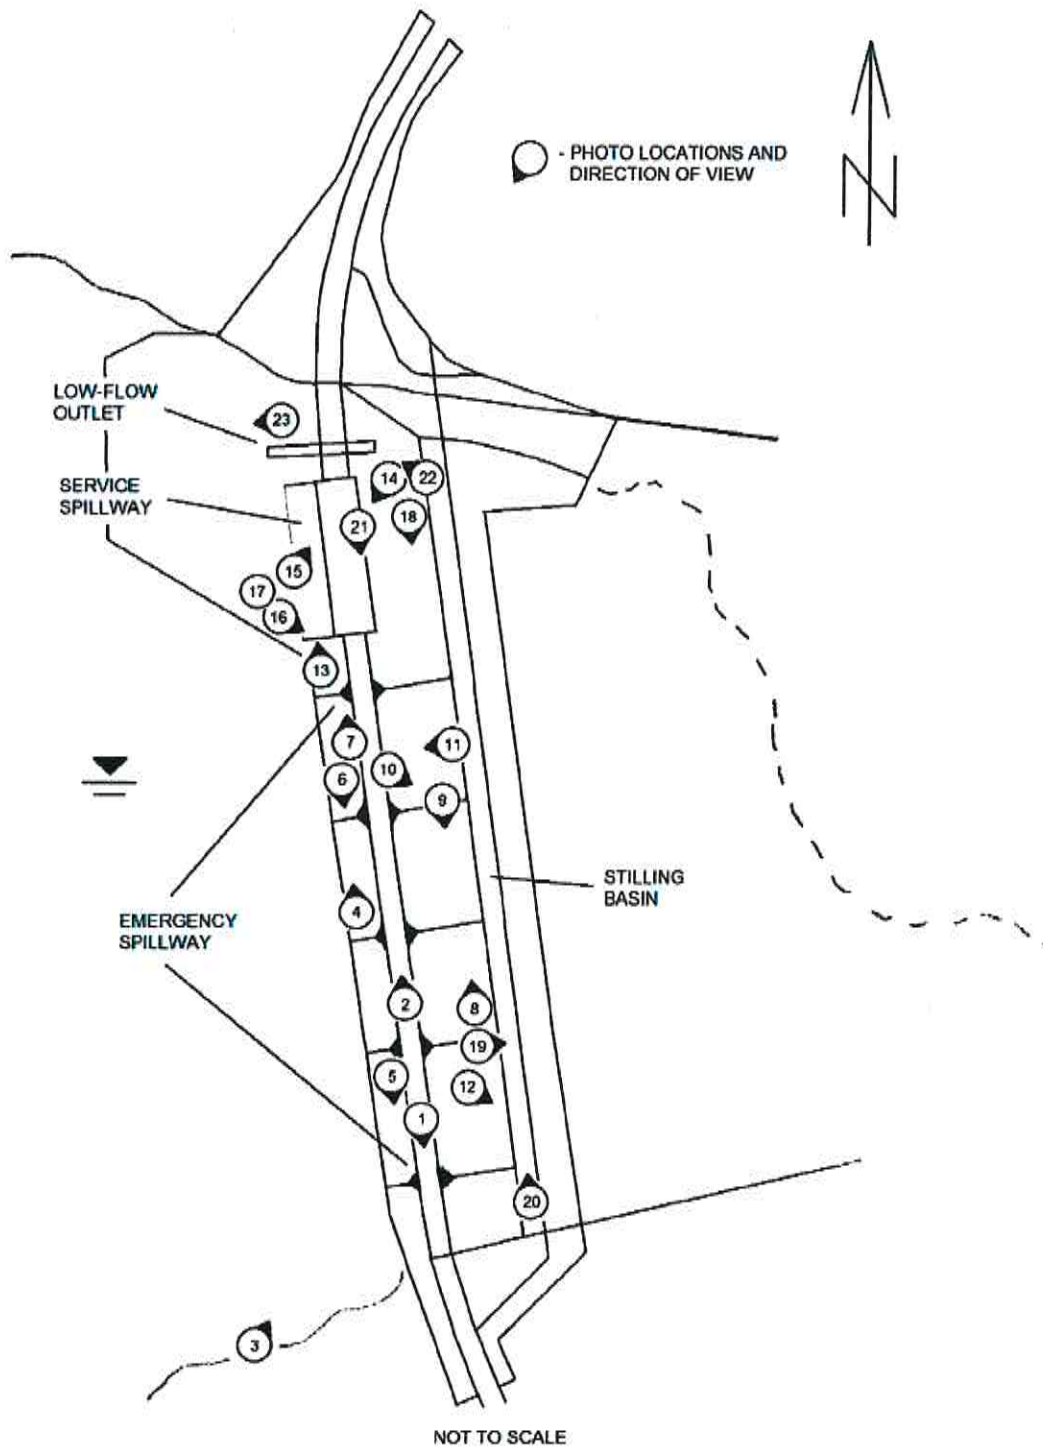 - PHOTO LOCATIONS AND
DIRECTION OF VIEW
N
LOW-FLOW
OUTLET
23
SERVICE
SPILLWAY
14
22
18
21
15
17
16
13
7
11
10
6
9
STILLING
BASIN
4
EMERGENCY
SPILLWAY
2
8
19
5
12
1
20
3
NOT TO SCALE